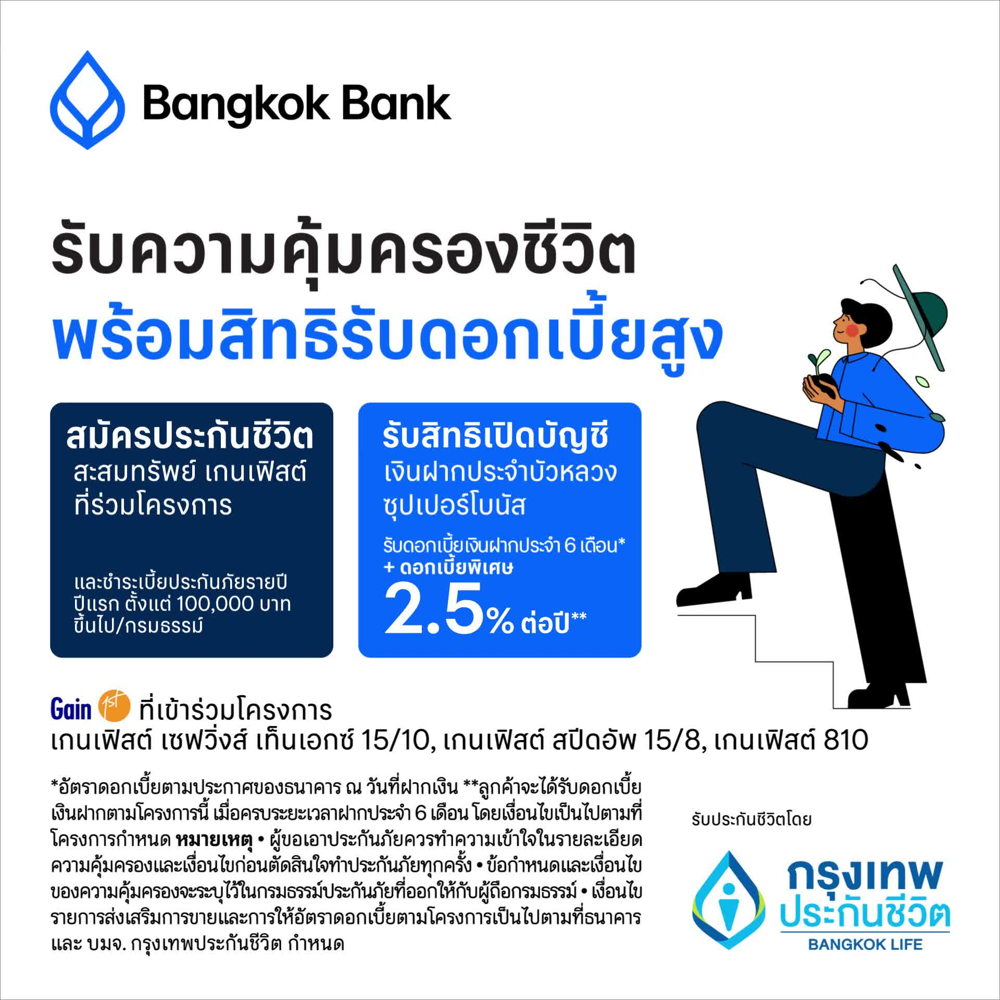 Bangkok Bank
รับความคุ้มครองชีวิต
พร้อมสิทธิรับดอกเบี้ยสูง
สมัครประกันชีวิต
สะสมทรัพย์ เกนเฟิสต์
ที่ร่วมโครงการ
และชำระเบี้ยประกันภัยรายปี
ปีแรก ตั้งแต่ 100,000 บาท
ขึ้นไป/กรมธรรม์
รับสิทธิเปิดบัญชี
เงินฝากประจำบัวหลวง
ซุปเปอร์โบนัส
รับดอกเบี้ยเงินฝากประจำ 6 เดือน*
+ ดอกเบี้ยพิเศษ
2.5% ต่อปี**
Gain 1st ที่เข้าร่วมโครงการ
เกนเฟิสต์ เซฟวิ่งส์ เท็นเอกซ์ 15/10, เกนเฟิสต์ สปีดอัพ 15/8, เกนเฟิสต์ 810
*อัตราดอกเบี้ยตามประกาศของธนาคาร ณ วันที่ฝากเงิน **ลูกค้าจะได้รับดอกเบี้ย
เงินฝากตามโครงการนี้ เมื่อครบระยะเวลาฝากประจำ 6 เดือน โดยเงื่อนไขเป็นไปตามที่
โครงการกำหนด หมายเหตุ • ผู้ขอเอาประกันภัยควรทำความเข้าใจในรายละเอียด
ความคุ้มครองและเงื่อนไขก่อนตัดสินใจทำประกันภัยทุกครั้ง • ข้อกำหนดและเงื่อนไข
ของความคุ้มครองจะระบุไว้ในกรมธรรม์ประกันภัยที่ออกให้กับผู้ถือกรมธรรม์ • เงื่อนไข
รายการส่งเสริมการขายและการให้อัตราดอกเบี้ยตามโครงการเป็นไปตามที่ธนาคาร
และ บมจ. กรุงเทพประกันชีวิต กำหนด
รับประกันชีวิตโดย
กรุงเทพ
ประกันชีวิต
BANGKOK LIFE